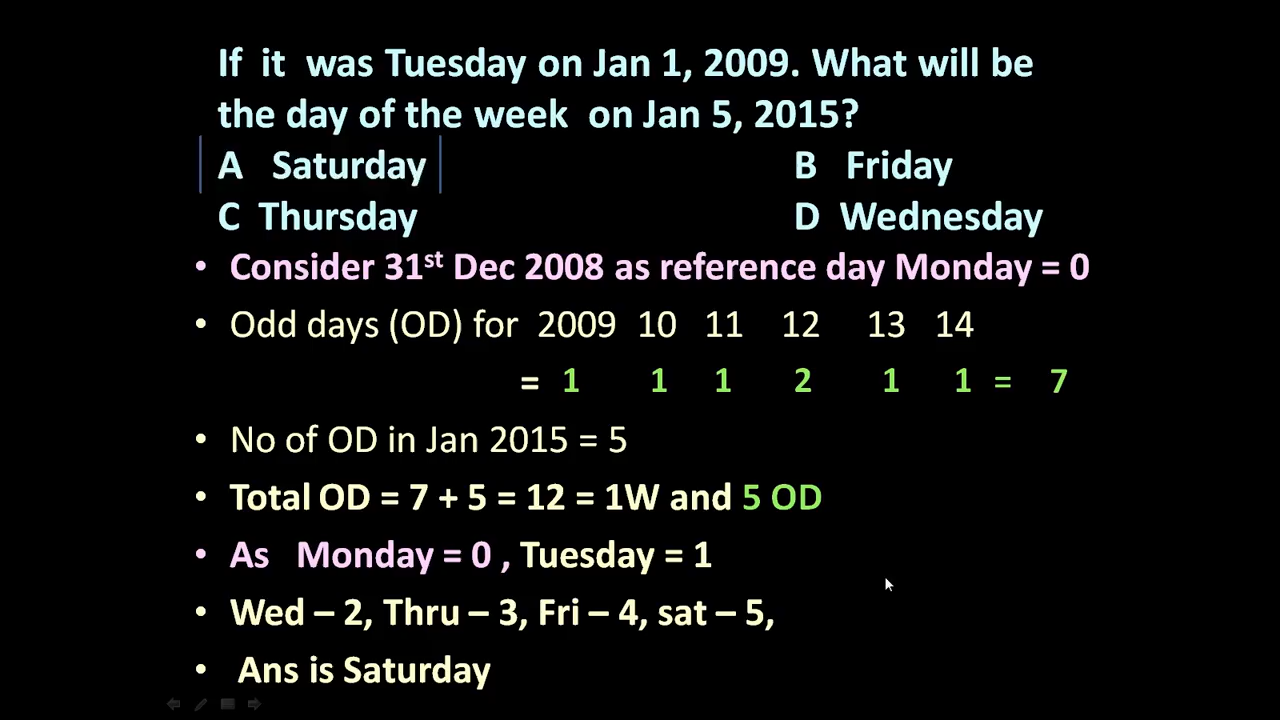 If it was Tuesday on Jan 1, 2009. What will be
the day of the week on Jan 5, 2015?
A Saturday B Friday
C Thursday D Wednesday
• Consider 31st Dec 2008 as reference day Monday = 0
• Odd days (OD) for 2009 10 11 12 13 14
= 1 1 1 2 1 1 = 7
• No of OD in Jan 2015 = 5
• Total OD = 7 + 5 = 12 = 1W and 5 OD
• As Monday = 0 , Tuesday = 1
• Wed – 2, Thru – 3, Fri – 4, sat – 5,
• Ans is Saturday